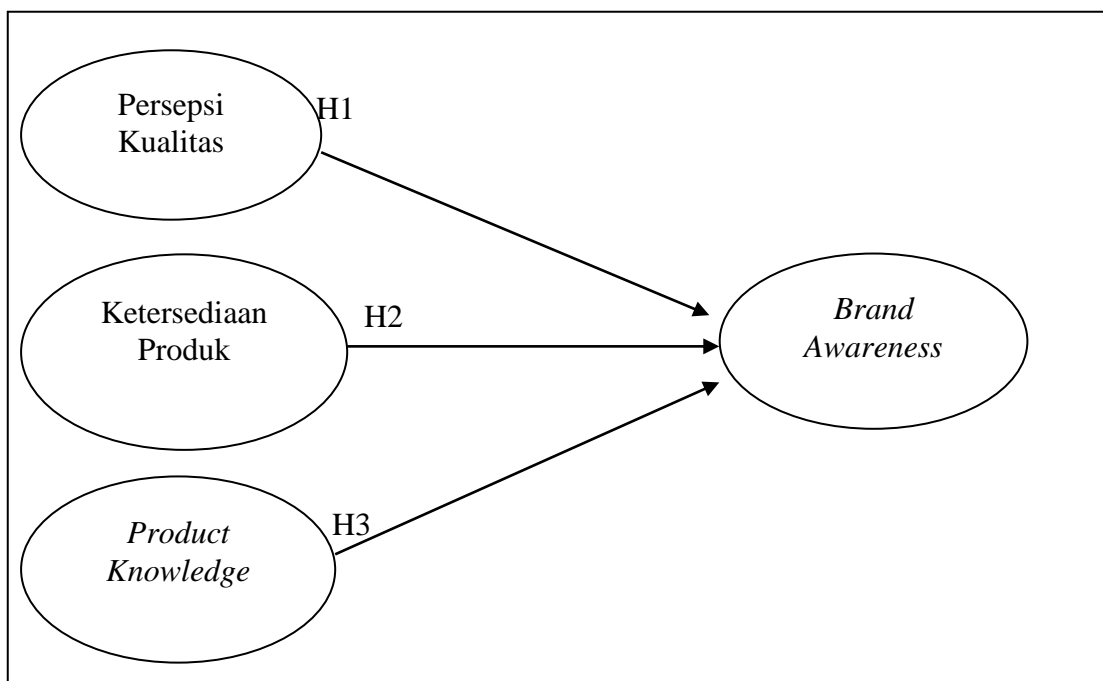 Persepsi
Kualitas
H1
Ketersediaan
Produk
H2
Brand
Awareness
Product
Knowledge
H3